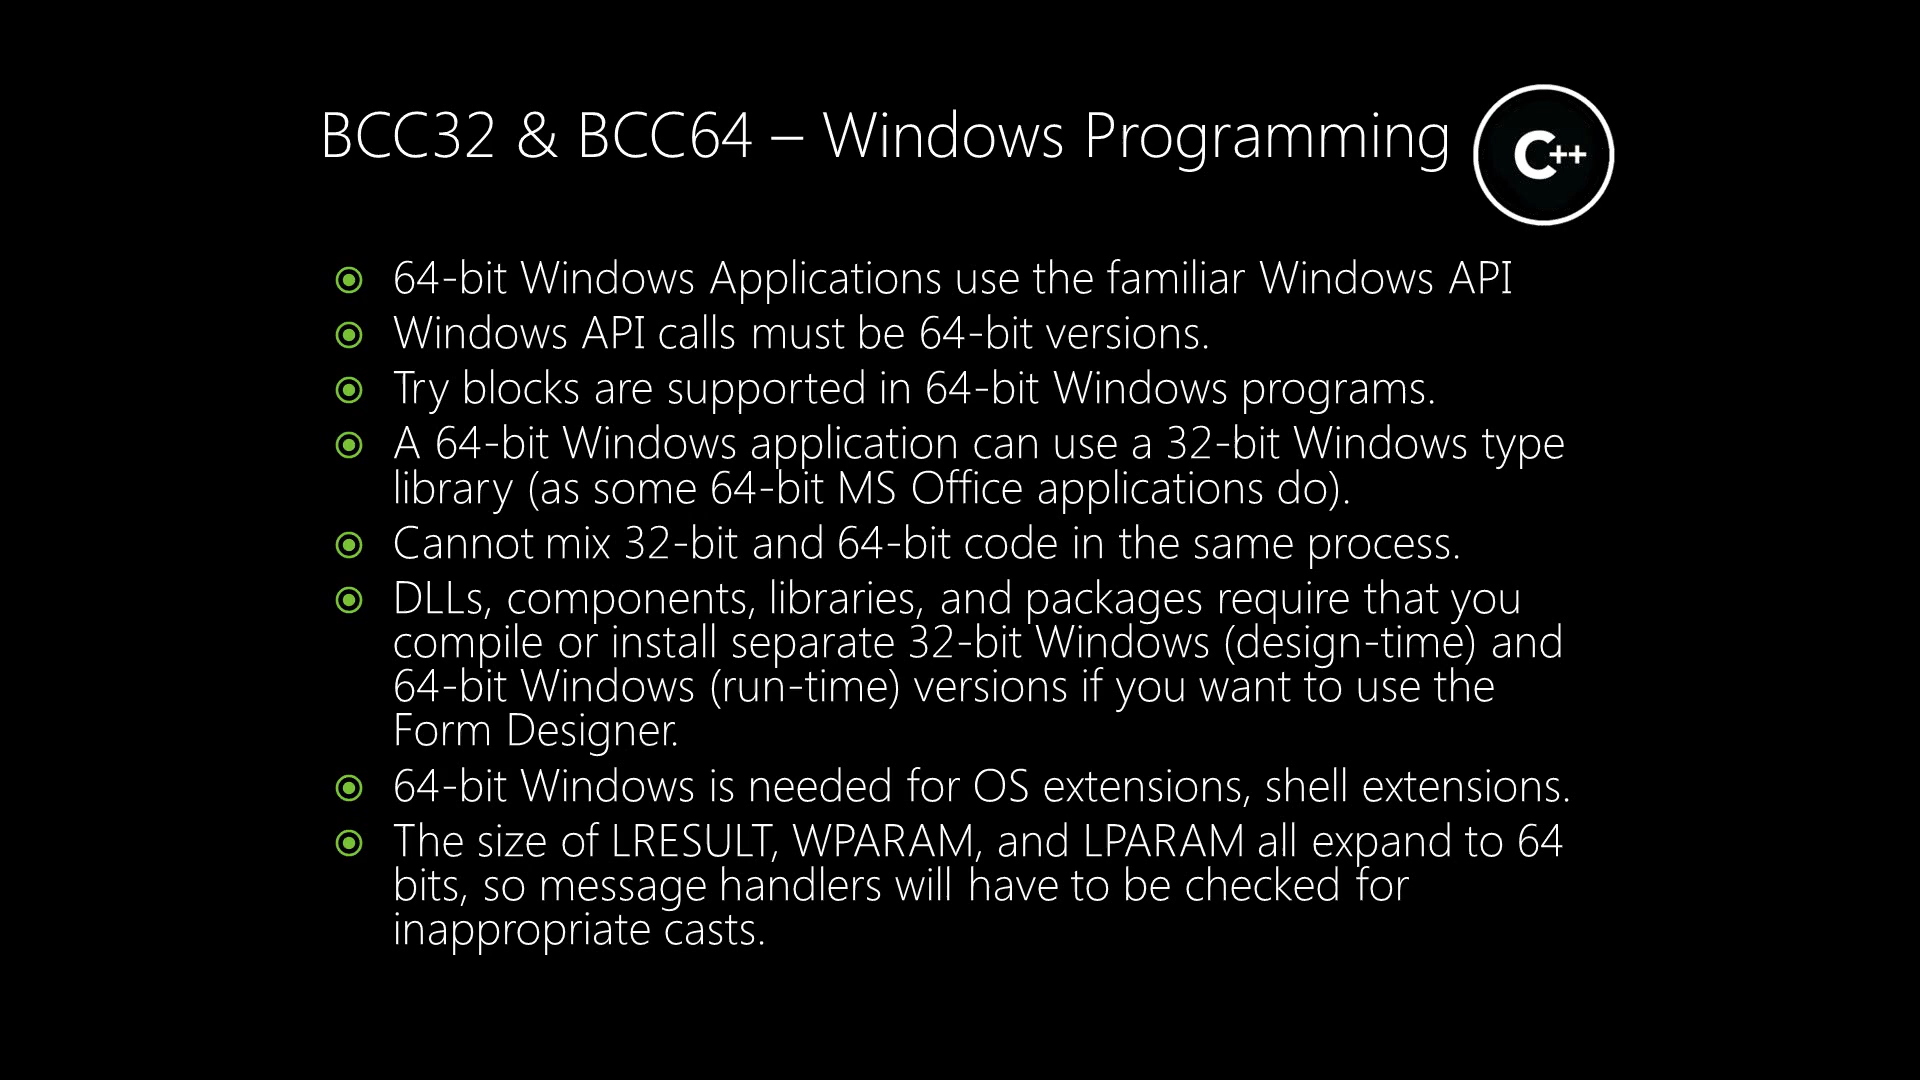 BCC32 & BCC64 – Windows Programming
C++
64-bit Windows Applications use the familiar Windows API
Windows API calls must be 64-bit versions.
Try blocks are supported in 64-bit Windows programs.
A 64-bit Windows application can use a 32-bit Windows type
library (as some 64-bit MS Office applications do).
Cannot mix 32-bit and 64-bit code in the same process.
DLLs, components, libraries, and packages require that you
compile or install separate 32-bit Windows (design-time) and
64-bit Windows (run-time) versions if you want to use the
Form Designer.
64-bit Windows is needed for OS extensions, shell extensions.
The size of LRESULT, WPARAM, and LPARAM all expand to 64
bits, so message handlers will have to be checked for
inappropriate casts.